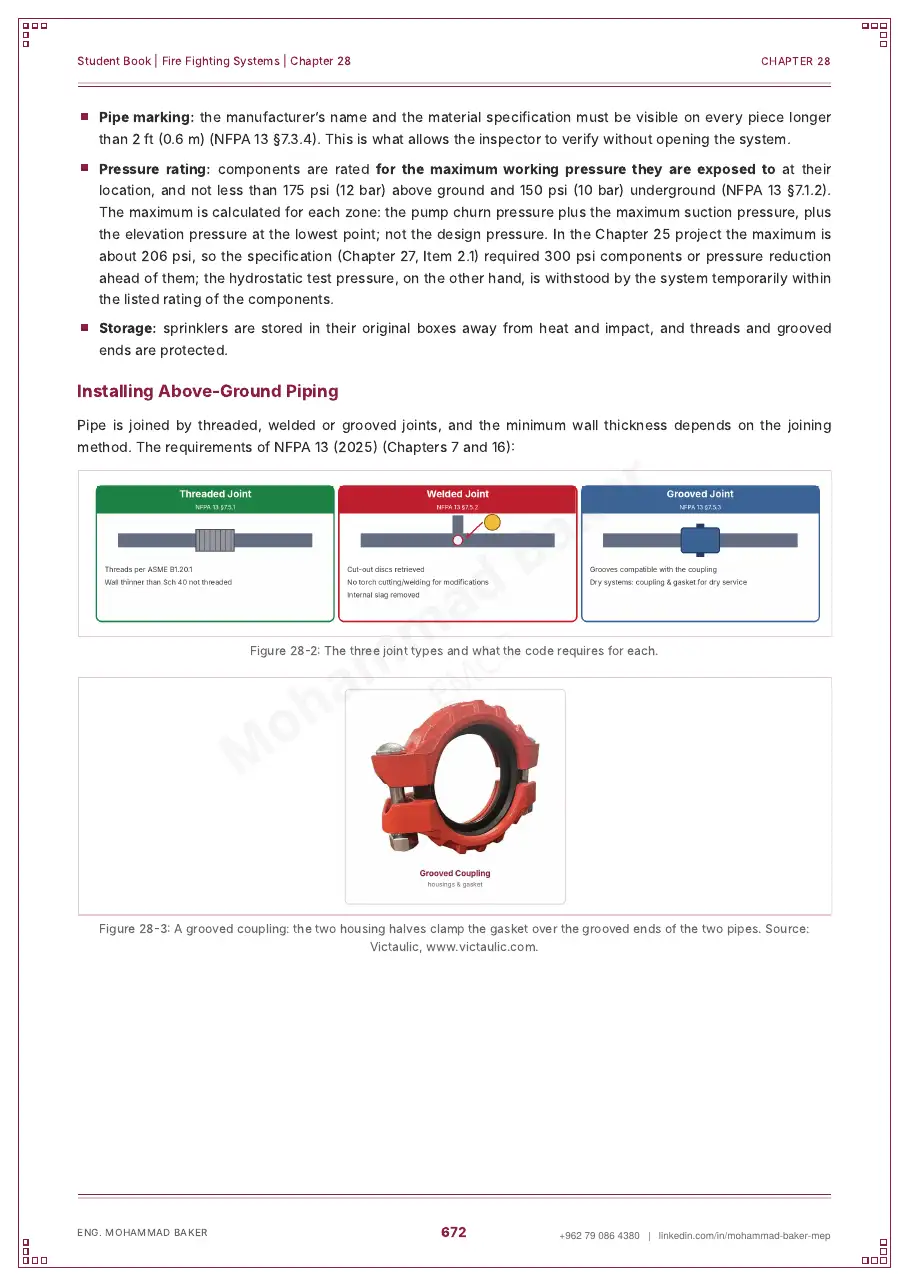 Student Book | Fire Fighting Systems | Chapter 28
CHAPTER 28
Pipe marking: the manufacturer's name and the material specification must be visible on every piece longer
than 2 ft (0.6 m) (NFPA 13 §7.3.4). This is what allows the inspector to verify without opening the system.
Pressure rating: components are rated for the maximum working pressure they are exposed to at their
location, and not less than 175 psi (12 bar) above ground and 150 psi (10 bar) underground (NFPA 13 §7.1.2).
The maximum is calculated for each zone: the pump churn pressure plus the maximum suction pressure, plus
the elevation pressure at the lowest point; not the design pressure. In the Chapter 25 project the maximum is
about 206 psi, so the specification (Chapter 27, Item 2.1) required 300 psi components or pressure reduction
ahead of them; the hydrostatic test pressure, on the other hand, is withstood by the system temporarily within
the listed rating of the components.
Storage: sprinklers are stored in their original boxes away from heat and impact, and threads and grooved
ends are protected.
Installing Above-Ground Piping
Pipe is joined by threaded, welded or grooved joints, and the minimum wall thickness depends on the joining
method. The requirements of NFPA 13 (2025) (Chapters 7 and 16):
Threaded Joint
NFPA 13 §7.5.1
Threads per ASME B1.20.1
Wall thinner than Sch 40 not threaded
Welded Joint
NFPA 13 §7.5.2
Cut-out discs retrieved
No torch cutting/welding for modifications
Internal slag removed
Grooved Joint
NFPA 13 §7.5.3
Grooves compatible with the coupling
Dry systems: coupling & gasket for dry service
Figure 28-2: The three joint types and what the code requires for each.
Mohammad Baker
FMCC
Grooved Coupling
housings & gasket
Figure 28-3: A grooved coupling: the two housing halves clamp the gasket over the grooved ends of the two pipes. Source:
Victaulic, www.victaulic.com.
ENG. MOHAMMAD BAKER
672
+962 79 086 4380 | linkedin.com/in/mohammad-baker-mep